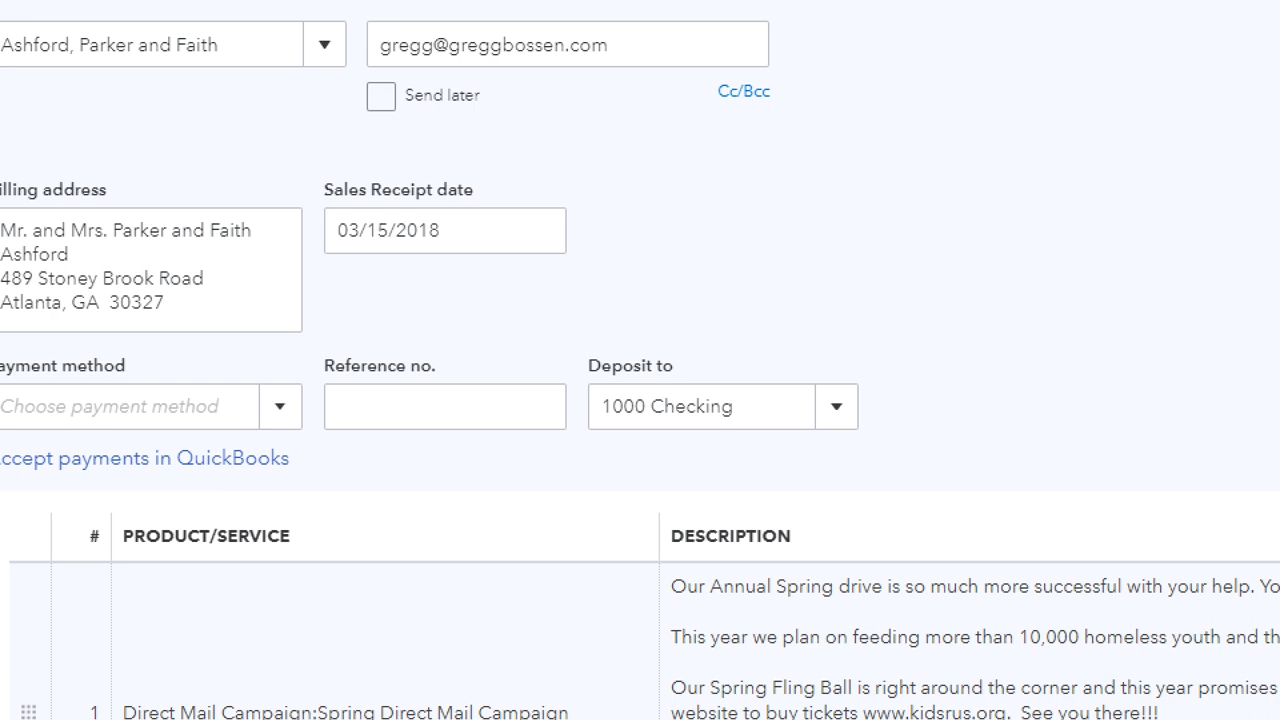 Ashford, Parker and Faith
gregg@greggbossen.com
Send later
Cc/Bcc
illing address
Sales Receipt date
Mr. and Mrs. Parker and Faith
Ashford
489 Stoney Brook Road
Atlanta, GA  30327
03/15/2018
ayment method
Reference no.
Deposit to
Choose payment method
1000 Checking
ccept payments in QuickBooks
# PRODUCT/SERVICE DESCRIPTION
Our Annual Spring drive is so much more successful with your help. Yo
This year we plan on feeding more than 10,000 homeless youth and th
Our Spring Fling Ball is right around the corner and this year promises
1 Direct Mail Campaign:Spring Direct Mail Campaign
website to buy tickets www.kidsrus.org.  See you there!!!